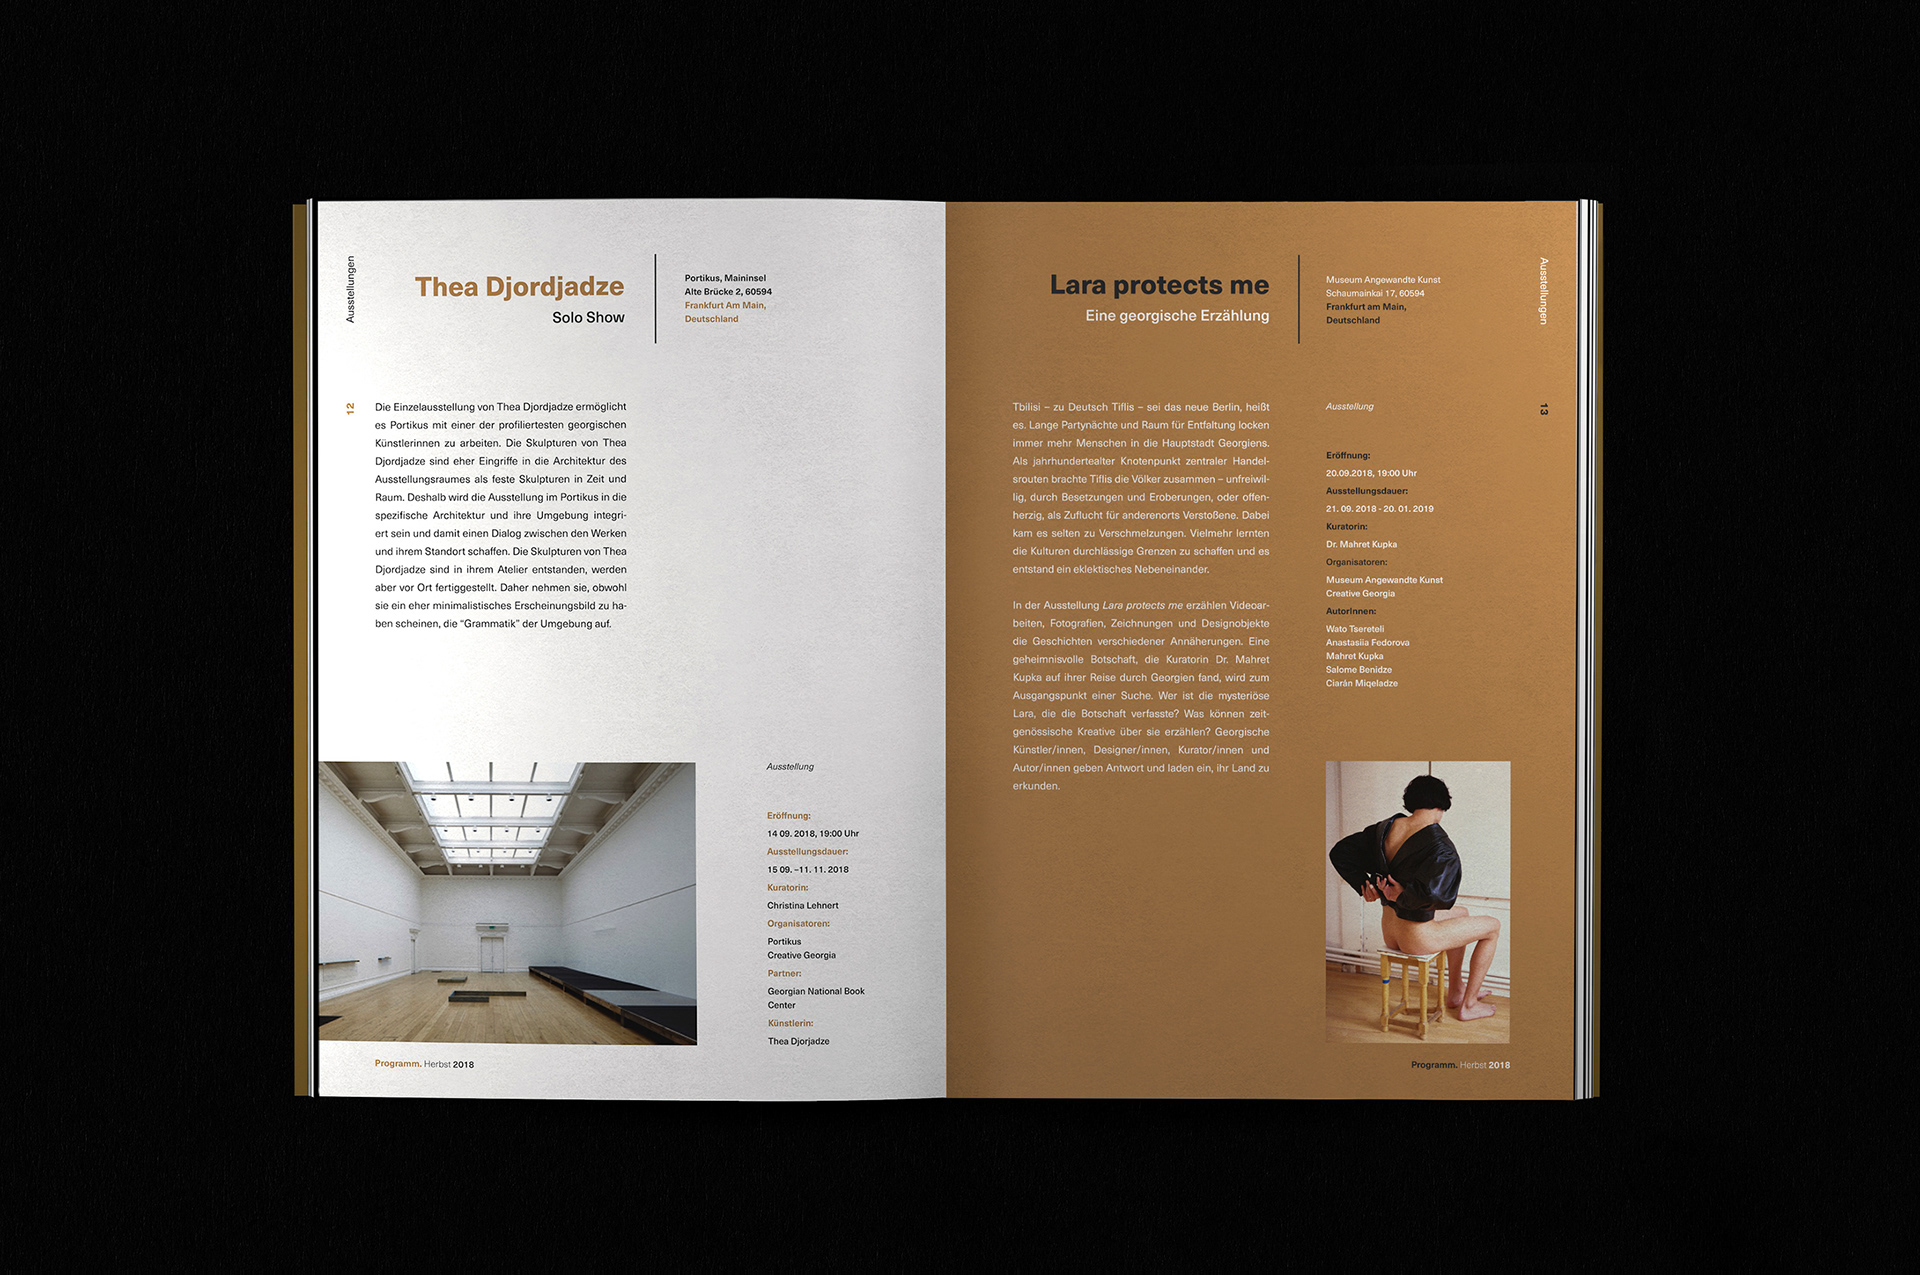 Ausstellungen
Thea Djordjadze
Solo Show
Portikus, Maininsel
Alte Brücke 2, 60594
Frankfurt Am Main,
Deutschland
12
Die Einzelausstellung von Thea Djordjadze ermöglicht
es Portikus mit einer der profiliertesten georgischen
Künstlerinnen zu arbeiten. Die Skulpturen von Thea
Djordjadze sind eher Eingriffe in die Architektur des
Ausstellungsraumes als feste Skulpturen in Zeit und
Raum. Deshalb wird die Ausstellung im Portikus in die
spezifische Architektur und ihre Umgebung integri-
ert sein und damit einen Dialog zwischen den Werken
und ihrem Standort schaffen. Die Skulpturen von Thea
Djordjadze sind in ihrem Atelier entstanden, werden
aber vor Ort fertiggestellt. Daher nehmen sie, obwohl
sie ein eher minimalistisches Erscheinungsbild zu ha-
ben scheinen, die “Grammatik” der Umgebung auf.
Ausstellung
Eröffnung:
14 09. 2018, 19:00 Uhr
Ausstellungsdauer:
15 09. –11. 11. 2018
Kuratorin:
Christina Lehnert
Organisatoren:
Portikus
Creative Georgia
Partner:
Georgian National Book
Center
Künstlerin:
Thea Djorjadze
Programm. Herbst 2018
Lara protects me
Eine georgische Erzählung
Museum Angewandte Kunst
Schaumainkai 17, 60594
Frankfurt am Main,
Deutschland
Ausstellungen
13
Tbilisi – zu Deutsch Tiflis – sei das neue Berlin, heißt
es. Lange Partynächte und Raum für Entfaltung locken
immer mehr Menschen in die Hauptstadt Georgiens.
Als jahrhundertealter Knotenpunkt zentraler Handel-
srouten brachte Tiflis die Völker zusammen – unfreiwil-
lig, durch Besetzungen und Eroberungen, oder offen-
herzig, als Zuflucht für anderenorts Verstoßene. Dabei
kam es selten zu Verschmelzungen. Vielmehr lernten
die Kulturen durchlässige Grenzen zu schaffen und es
entstand ein eklektisches Nebeneinander.
In der Ausstellung Lara protects me erzählen Videoar-
beiten, Fotografien, Zeichnungen und Designobjekte
die Geschichten verschiedener Annäherungen. Eine
geheimnisvolle Botschaft, die Kuratorin Dr. Mahret
Kupka auf ihrer Reise durch Georgien fand, wird zum
Ausgangspunkt einer Suche. Wer ist die mysteriöse
Lara, die die Botschaft verfasste? Was können zeit-
genössische Kreative über sie erzählen? Georgische
Künstler/innen, Designer/innen, Kurator/innen und
Autor/innen geben Antwort und laden ein, ihr Land zu
erkunden.
Ausstellung
Eröffnung:
20.09.2018, 19:00 Uhr
Ausstellungsdauer:
21. 09. 2018 - 20. 01. 2019
Kuratorin:
Dr. Mahret Kupka
Organisatoren:
Museum Angewandte Kunst
Creative Georgia
AutorInnen:
Wato Tsereteli
Anastasiia Fedorova
Mahret Kupka
Salome Benidze
Ciarán Miqeladze
Programm. Herbst 2018